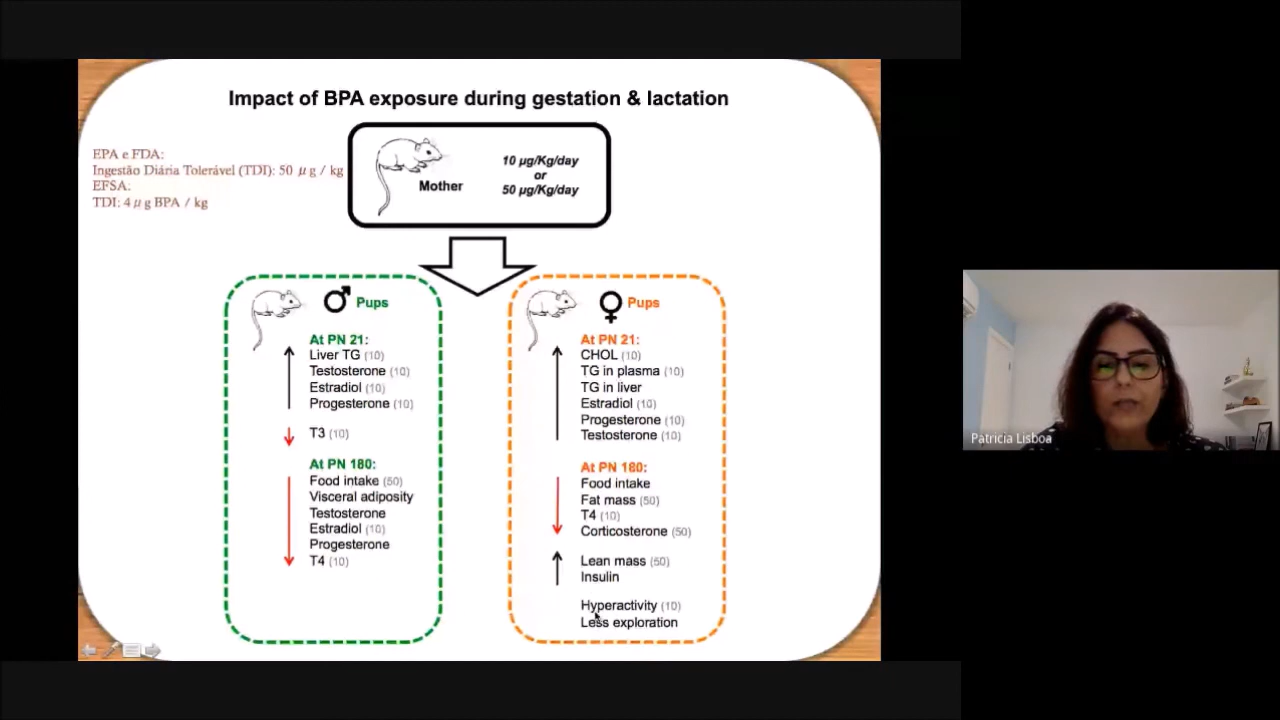 Impact of BPA exposure during gestation & lactation
EPA e FDA:
Ingestão Diária Tolerável (TDI): 50 μg / kg
EFSA:
TDI: 4 μg BPA / kg
Mother
10 µg/Kg/day
or
50 µg/Kg/day
Pups
At PN 21:
Liver TG (10)
Testosterone (10)
Estradiol (10)
Progesterone (10)
T3 (10)
At PN 180:
Food intake (50)
Visceral adiposity
Testosterone
Estradiol (10)
Progesterone
T4 (10)
Pups
At PN 21:
CHOL (10)
TG in plasma (10)
TG in liver
Estradiol (10)
Progesterone (10)
Testosterone (10)
At PN 180:
Food intake
Fat mass (50)
T4 (10)
Corticosterone (50)
Lean mass (50)
Insulin
Hyperactivity (10)
Less exploration
Patricia Lisboa